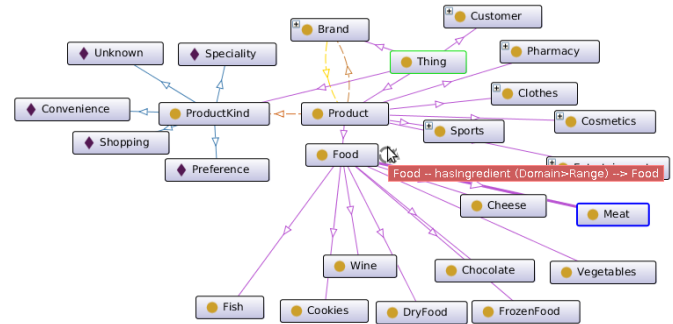 Customer
Brand
Unknown
Speciality
Pharmacy
Thing
Clothes
Convenience
ProductKind
Product
Cosmetics
Sports
Shopping
Food
Preference
Food -- hasIngredient (Domain>Range) --> Food
Cheese
Meat
Wine
Chocolate
Vegetables
Fish
Cookies
DryFood
FrozenFood